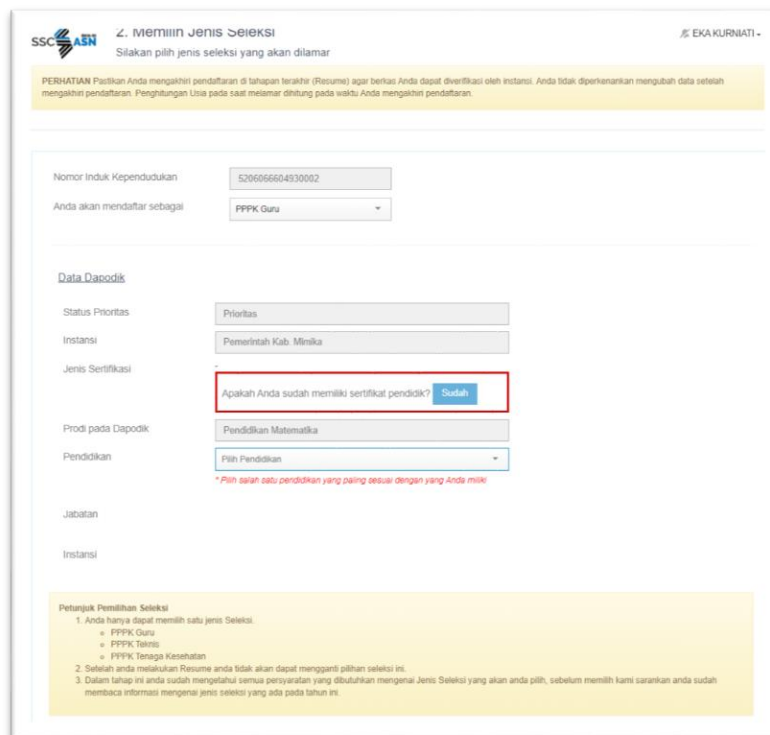 SSC ASN
2. Memilih Jenis Seleksi
EKA KURNIATI
Silakan pilih jenis seleksi yang akan dilamar
PERHATIAN Pastikan Anda mengakhiri pendaftaran di tahapan terakhir (Resume) agar berkas Anda dapat diverifikasi oleh instansi. Anda tidak diperkenankan mengubah data setelah
mengakhiri pendaftaran. Penghitungan Usia pada saat melamar dihitung pada waktu Anda mengakhiri pendaftaran.
Nomor Induk Kependudukan 5206066604930002
Anda akan mendaftar sebagai PPPK Guru
Data Dapodik
Status Prioritas Prioritas
Instansi Pemerintah Kab. Mimika
Jenis Sertifikasi -
Apakah Anda sudah memiliki sertifikat pendidik? Sudah
Prodi pada Dapodik Pendidikan Matematika
Pendidikan Pilih Pendidikan
* Pilih salah satu pendidikan yang paling sesuai dengan yang Anda miliki
Jabatan
Instansi
Petunjuk Pemilihan Seleksi
1. Anda hanya dapat memilih satu jenis Seleksi.
PPPK Guru
PPPK Teknis
PPPK Tenaga Kesehatan
2. Setelah anda melakukan Resume anda tidak akan dapat mengganti pilihan seleksi ini.
3. Dalam tahap ini anda sudah mengetahui semua persyaratan yang dibutuhkan mengenai Jenis Seleksi yang akan anda pilih, sebelum memilih kami sarankan anda sudah
membaca informasi mengenai jenis seleksi yang ada pada tahun ini.